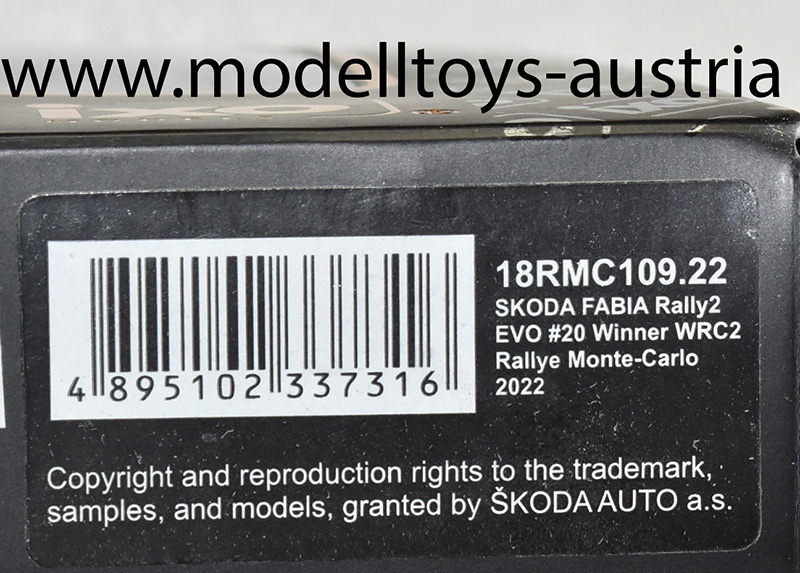 www.modelltoys-austria
ixo
18RMC109.22
SKODA FABIA Rally2
EVO #20 Winner WRC2
Rallye Monte-Carlo
2022
4 895102 337316
Copyright and reproduction rights to the trademark,
samples, and models, granted by ŠKODA AUTO a.s.